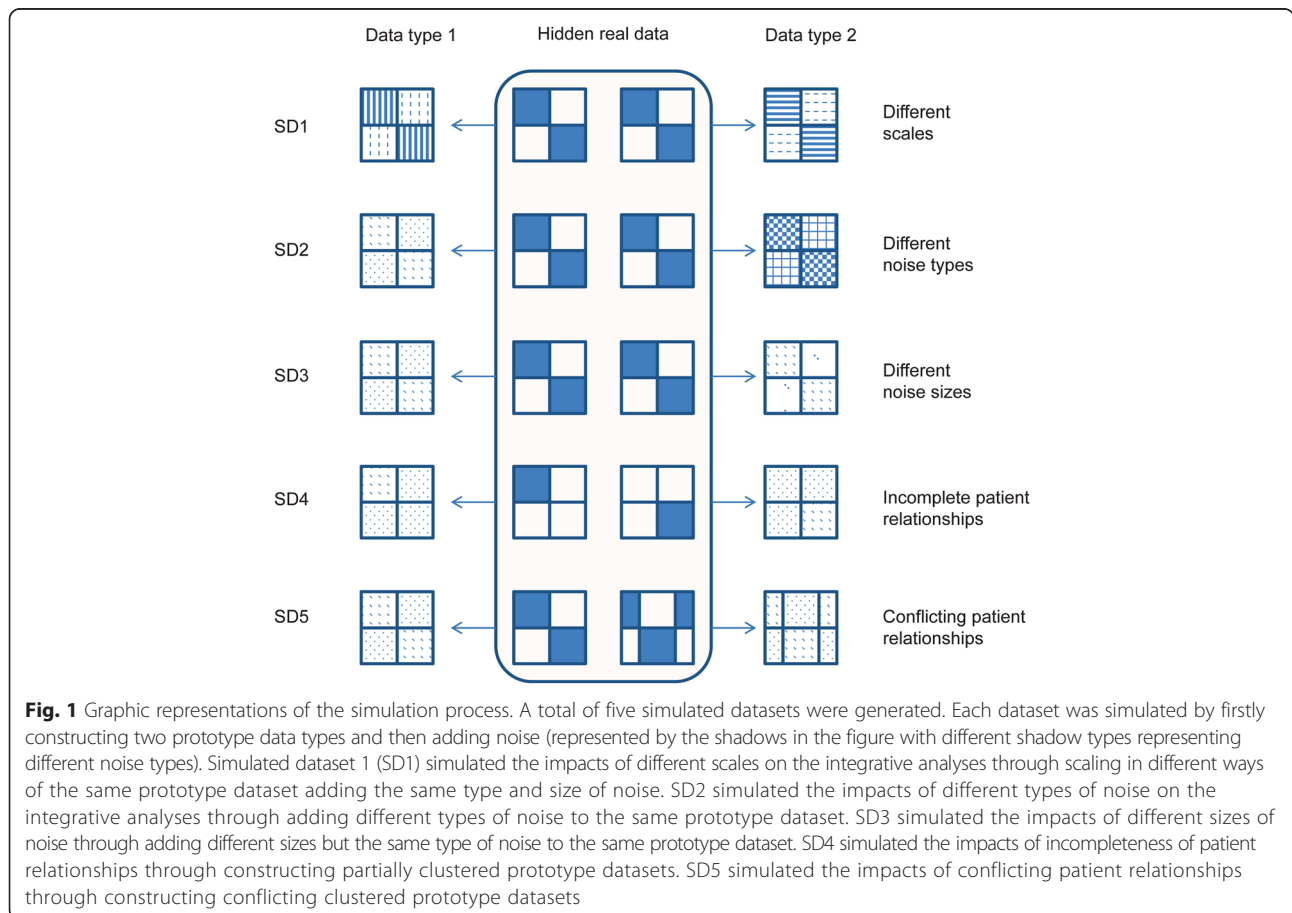 Data type 1 Hidden real data Data type 2
SD1
Different
scales
SD2
Different
noise types
SD3
Different
noise sizes
SD4
Incomplete patient
relationships
SD5
Conflicting patient
relationships
Fig. 1 Graphic representations of the simulation process. A total of five simulated datasets were generated. Each dataset was simulated by firstly
constructing two prototype data types and then adding noise (represented by the shadows in the figure with different shadow types representing
different noise types). Simulated dataset 1 (SD1) simulated the impacts of different scales on the integrative analyses through scaling in different ways
of the same prototype dataset adding the same type and size of noise. SD2 simulated the impacts of different types of noise on the
integrative analyses through adding different types of noise to the same prototype dataset. SD3 simulated the impacts of different sizes of
noise through adding different sizes but the same type of noise to the same prototype dataset. SD4 simulated the impacts of incompleteness of patient
relationships through constructing partially clustered prototype datasets. SD5 simulated the impacts of conflicting patient relationships
through constructing conflicting clustered prototype datasets